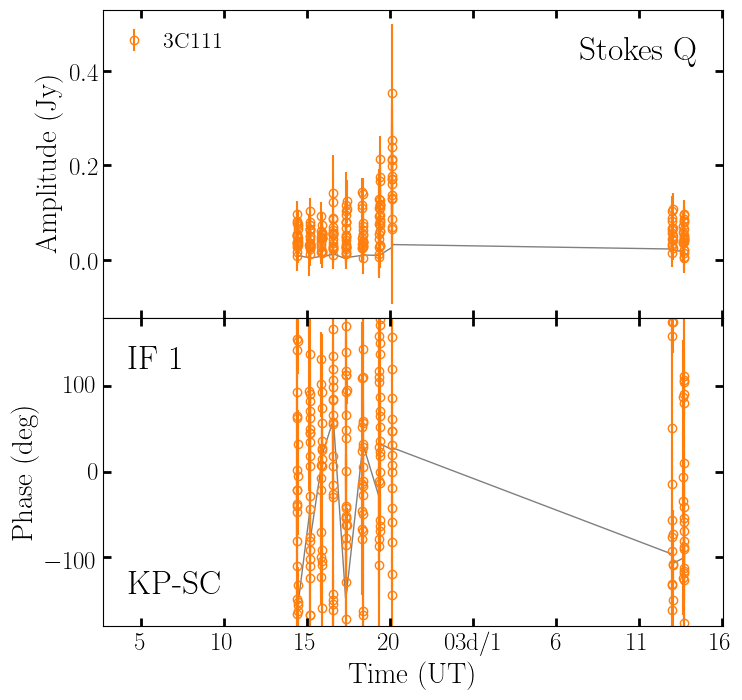 3C111
Stokes Q
0.4
0.2
0.0
Amplitude (Jy)
IF 1
100
0
−100
Phase (deg)
KP-SC
5 10 15 20 03d/1 6 11 16
Time (UT)